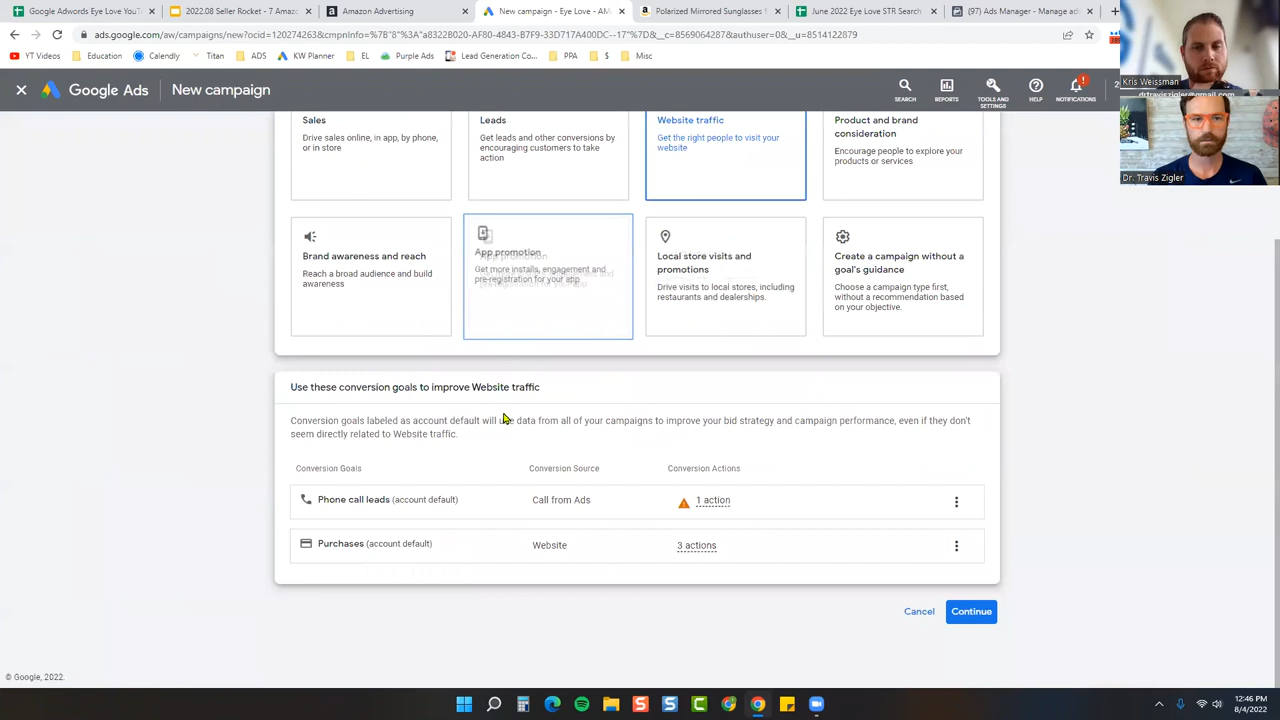 Google Adwords Eye Love YouT
2022.08 Seller Rocket - 7 Amazo
Amazon Advertising
New campaign - Eye Love - AM
Polarized Mirrored Sunglasses f
June 2022 Eye Love STR Search
(97) Ads Manager - Manage ads
ads.google.com/aw/campaigns/new?ocid=120274263&cmpnInfo=%7B"8"%3A"a8322B0D-AF80-4843-B7F9-33D717A400DC--17"%7D&__c=8569064287&authuser=0&__u=8514122879
YT Videos
Education
Calendly
Titan
ADS
KW Planner
EL
Purple Ads
Lead Generation Co...
PPA
$
Misc
Kris Weissman
Google Ads
New campaign
SEARCH
REPORTS
TOOLS AND
SETTINGS
HELP
NOTIFICATIONS
drtraviszigler@gmail.com
Dr. Travis Zigler
Sales
Drive sales online, in app, by phone,
or in store
Leads
Get leads and other conversions by
encouraging customers to take
action
Website traffic
Get the right people to visit your
website
Product and brand
consideration
Encourage people to explore your
products or services
Brand awareness and reach
Reach a broad audience and build
awareness
App promotion
Get more installs, engagement and
pre-registration for your app
Local store visits and
promotions
Drive visits to local stores, including
restaurants and dealerships.
Create a campaign without a
goal's guidance
Choose a campaign type first,
without a recommendation based
on your objective.
Use these conversion goals to improve Website traffic
Conversion goals labeled as account default will use data from all of your campaigns to improve your bid strategy and campaign performance, even if they don't
seem directly related to Website traffic.
Conversion Goals
Conversion Source
Conversion Actions
Phone call leads (account default)
Call from Ads
1 action
Purchases (account default)
Website
3 actions
Cancel
Continue
© Google, 2022.
12:46 PM
8/4/2022